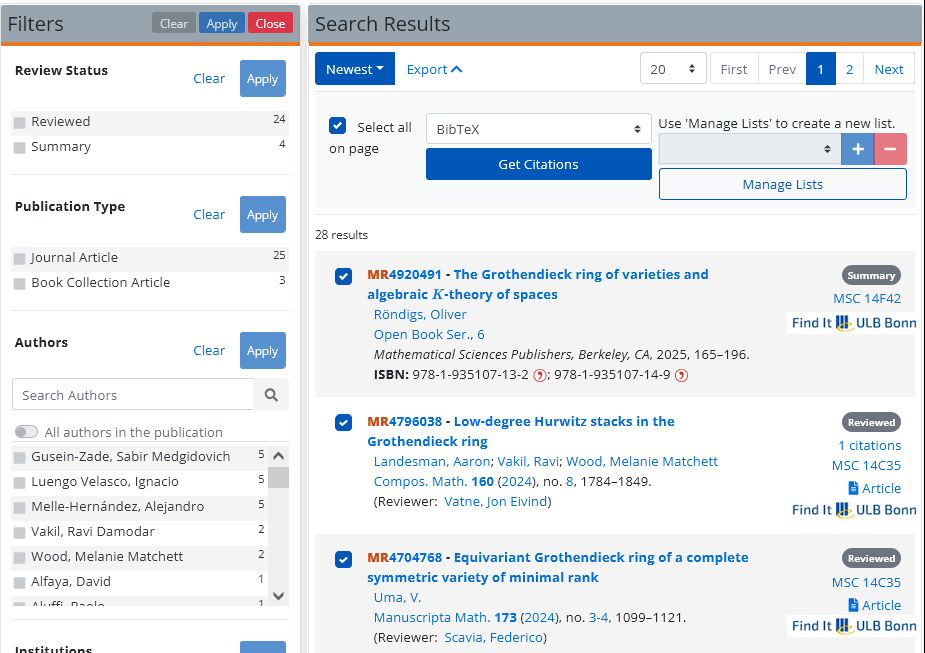 Filters
Clear
Apply
Close
Review Status
Clear
Apply
Reviewed 24
Summary 4
Publication Type
Clear
Apply
Journal Article 25
Book Collection Article 3
Authors
Clear
Apply
Search Authors
All authors in the publication
Gusein-Zade, Sabir Medgidovich 5
Luengo Velasco, Ignacio 5
Melle-Hernández, Alejandro 5
Vakil, Ravi Damodar 2
Wood, Melanie Matchett 2
Alfaya, David 1
Aluffi, Paolo 1
Institutions
Search Results
Newest
Export
20
First
Prev
1
2
Next
Select all
on page
BibTeX
Get Citations
Use 'Manage Lists' to create a new list.
+
−
Manage Lists
28 results
MR4920491 - The Grothendieck ring of varieties and
algebraic K-theory of spaces
Röndigs, Oliver
Open Book Ser., 6
Mathematical Sciences Publishers, Berkeley, CA, 2025, 165–196.
ISBN: 978-1-935107-13-2 ; 978-1-935107-14-9
Summary
MSC 14F42
Find It ULB Bonn
MR4796038 - Low-degree Hurwitz stacks in the
Grothendieck ring
Landesman, Aaron; Vakil, Ravi; Wood, Melanie Matchett
Compos. Math. 160 (2024), no. 8, 1784–1849.
(Reviewer: Vatne, Jon Eivind)
Reviewed
1 citations
MSC 14C35
Article
Find It ULB Bonn
MR4704768 - Equivariant Grothendieck ring of a complete
symmetric variety of minimal rank
Uma, V.
Manuscripta Math. 173 (2024), no. 3-4, 1099–1121.
(Reviewer: Scavia, Federico)
Reviewed
MSC 14C35
Article
Find It ULB Bonn